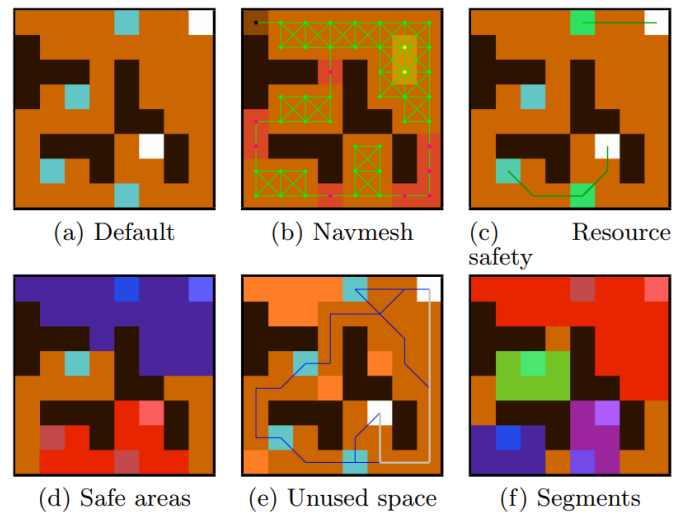 (a) Default
(b) Navmesh
(c) Resource
safety
(d) Safe areas
(e) Unused space
(f) Segments